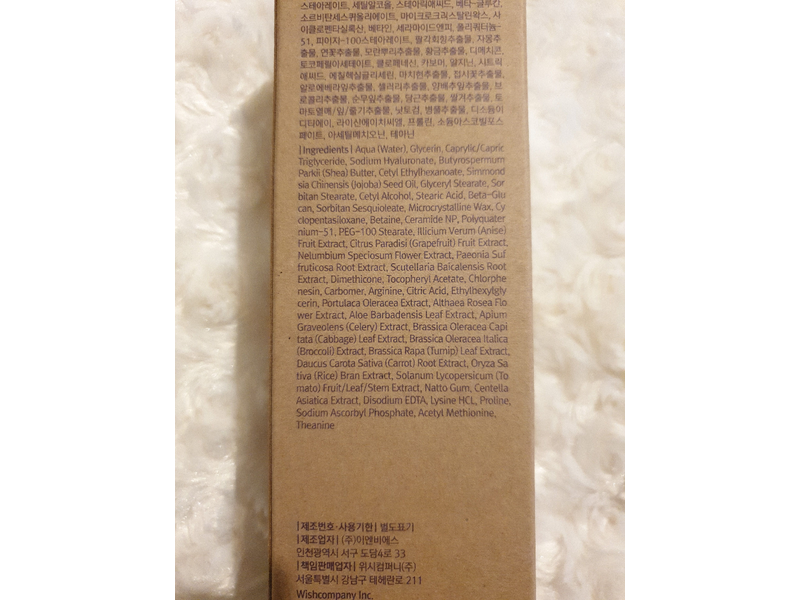 스테아레이트, 세틸알코올, 스테아릭애씨드, 베타-글루칸,
소르비탄세스퀴올리에이트, 마이크로크리스탈린왁스, 사
이클로펜타실록산, 베타인, 세라마이드엔피, 폴리쿼터늄-
51, 피이지-100스테아레이트, 팔각회향추출물, 자몽추
출물, 연꽃추출물, 모란뿌리추출물, 황금추출물, 디메치콘,
토코페릴아세테이트, 클로페네신, 카보머, 알지닌, 시트릭
애씨드, 에칠헥실글리세린, 마치현추출물, 접시꽃추출물,
알로에베라잎추출물, 셀러리추출물, 양배추잎추출물, 브
로콜리추출물, 순무잎추출물, 당근추출물, 쌀겨추출물, 토
마토열매/잎/줄기추출물, 낫토검, 병풀추출물, 디소듐이
디티에이, 라이신에이치씨엘, 프롤린, 소듐아스코빌포스
페이트, 아세틸메치오닌, 테아닌
|Ingredients| Aqua (Water), Glycerin, Caprylic/Capric
Triglyceride, Sodium Hyaluronate, Butyrospermum
Parkii (Shea) Butter, Cetyl Ethylhexanoate, Simmond
sia Chinensis (Jojoba) Seed Oil, Glyceryl Stearate, Sor
bitan Stearate, Cetyl Alcohol, Stearic Acid, Beta-Glu
can, Sorbitan Sesquioleate, Microcrystalline Wax, Cy
clopentasiloxane, Betaine, Ceramide NP, Polyquater
nium-51, PEG-100 Stearate, Illicium Verum (Anise)
Fruit Extract, Citrus Paradisi (Grapefruit) Fruit Extract,
Nelumbium Speciosum Flower Extract, Paeonia Suf
fruticosa Root Extract, Scutellaria Baicalensis Root
Extract, Dimethicone, Tocopheryl Acetate, Chlorphe
nesin, Carbomer, Arginine, Citric Acid, Ethylhexylgly
cerin, Portulaca Oleracea Extract, Althaea Rosea Flo
wer Extract, Aloe Barbadensis Leaf Extract, Apium
Graveolens (Celery) Extract, Brassica Oleracea Capi
tata (Cabbage) Leaf Extract, Brassica Oleracea Italica
(Broccoli) Extract, Brassica Rapa (Turnip) Leaf Extract,
Daucus Carota Sativa (Carrot) Root Extract, Oryza Sa
tiva (Rice) Bran Extract, Solanum Lycopersicum (To
mato) Fruit/Leaf/Stem Extract, Natto Gum, Centella
Asiatica Extract, Disodium EDTA, Lysine HCL, Proline,
Sodium Ascorbyl Phosphate, Acetyl Methionine,
Theanine
|제조번호·사용기한| 별도표기
|제조업자| (주)이앤비에스
인천광역시 서구 도담4로 33
|책임판매업자| 위시컴퍼니(주)
서울특별시 강남구 테헤란로 211
Wishcompany Inc.